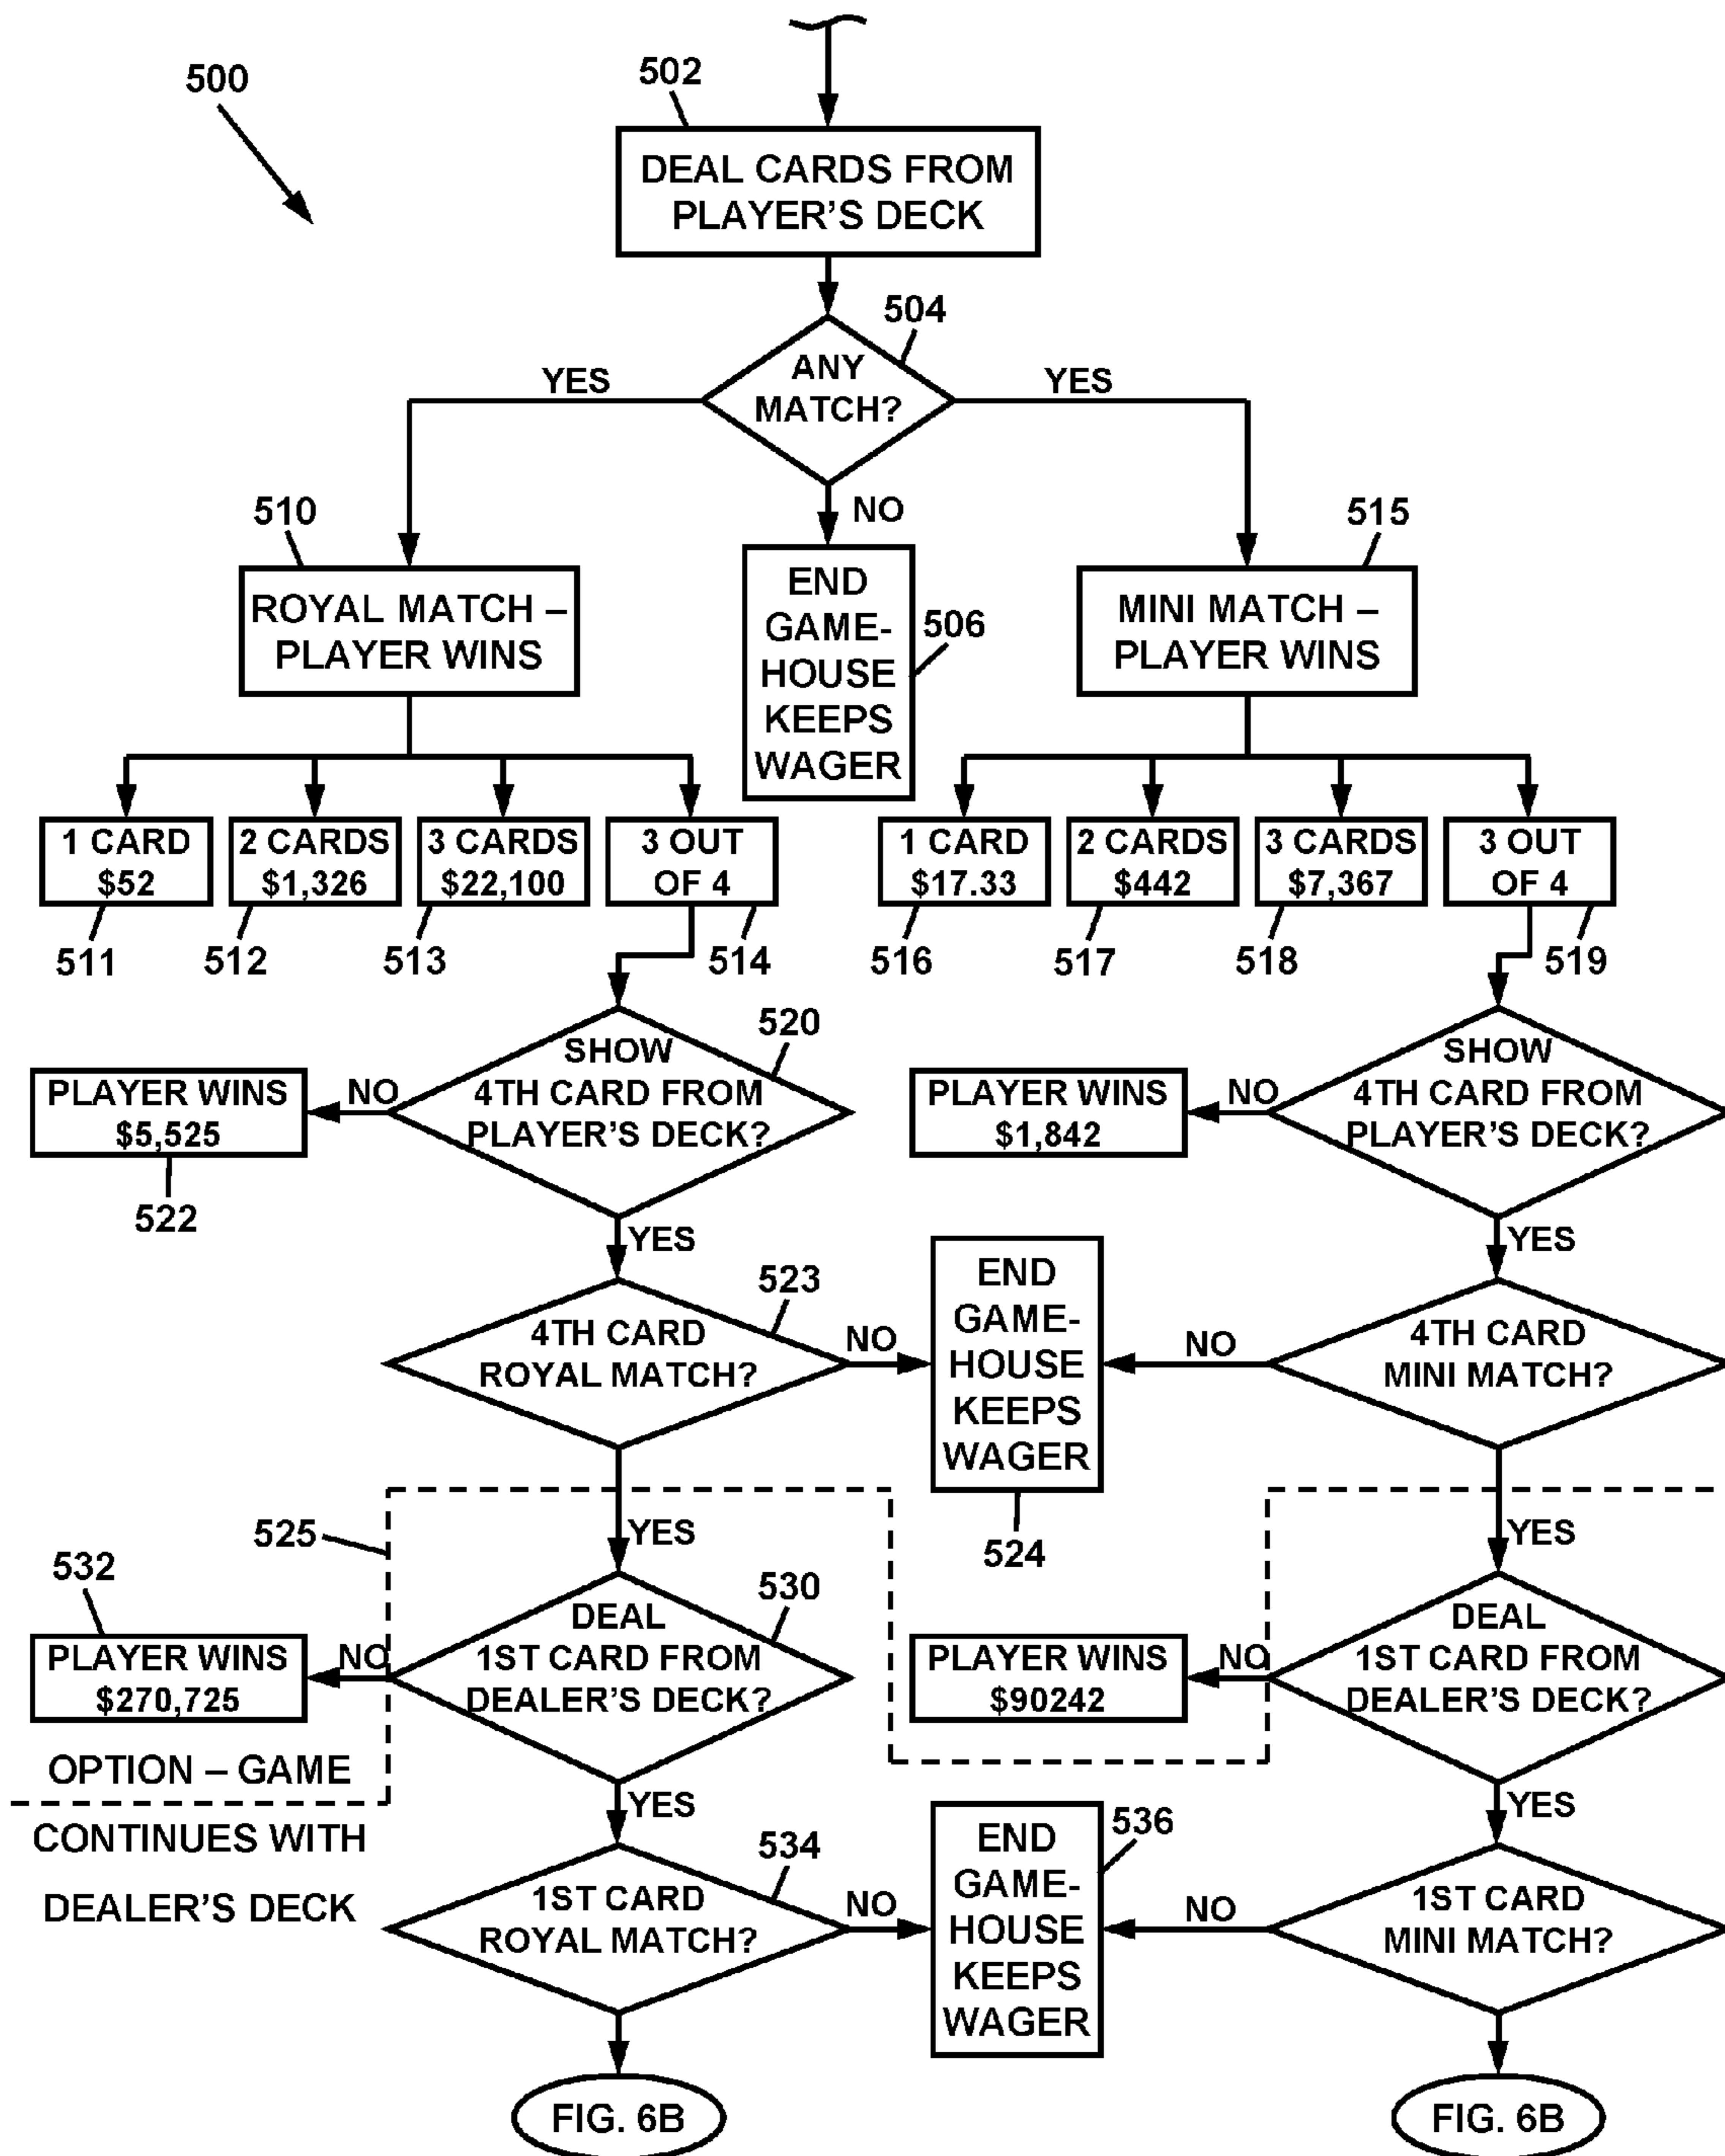 500
502
DEAL CARDS FROM
PLAYER'S DECK
504
ANY
MATCH?
YES
YES
NO
510
515
ROYAL MATCH –
PLAYER WINS
END
GAME-
HOUSE
KEEPS
WAGER
506
MINI MATCH –
PLAYER WINS
1 CARD
$52
2 CARDS
$1,326
3 CARDS
$22,100
3 OUT
OF 4
1 CARD
$17.33
2 CARDS
$442
3 CARDS
$7,367
3 OUT
OF 4
511
512
513
514
516
517
518
519
520
SHOW
4TH CARD FROM
PLAYER'S DECK?
NO
PLAYER WINS
$5,525
522
SHOW
4TH CARD FROM
PLAYER'S DECK?
NO
PLAYER WINS
$1,842
YES
YES
523
4TH CARD
ROYAL MATCH?
NO
END
GAME-
HOUSE
KEEPS
WAGER
524
NO
4TH CARD
MINI MATCH?
525
YES
YES
532
530
PLAYER WINS
$270,725
NO
DEAL
1ST CARD FROM
DEALER'S DECK?
PLAYER WINS
$90242
NO
DEAL
1ST CARD FROM
DEALER'S DECK?
OPTION – GAME
CONTINUES WITH
DEALER'S DECK
YES
YES
534
1ST CARD
ROYAL MATCH?
NO
END
GAME-
HOUSE
KEEPS
WAGER
536
NO
1ST CARD
MINI MATCH?
FIG. 6B
FIG. 6B